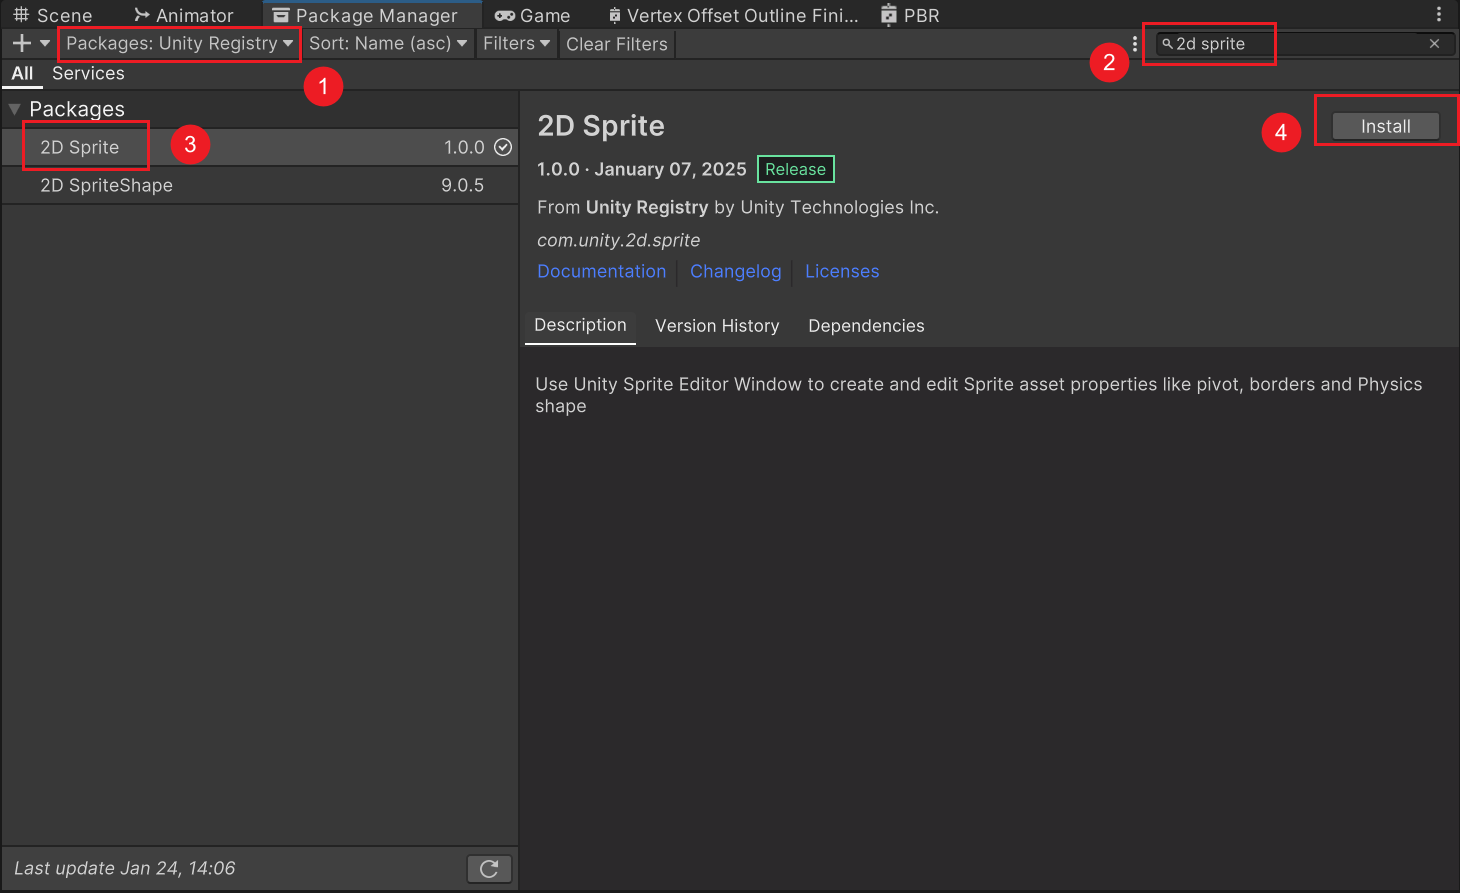 Scene Animator Package Manager Game Vertex Offset Outline Fini... PBR
Packages: Unity Registry Sort: Name (asc) Filters Clear Filters 2d sprite
1
2
All Services
Packages
2D Sprite 1.0.0
3
2D SpriteShape 9.0.5
2D Sprite
Install
4
1.0.0 · January 07, 2025 Release
From Unity Registry by Unity Technologies Inc.
com.unity.2d.sprite
Documentation Changelog Licenses
Description Version History Dependencies
Use Unity Sprite Editor Window to create and edit Sprite asset properties like pivot, borders and Physics
shape
Last update Jan 24, 14:06